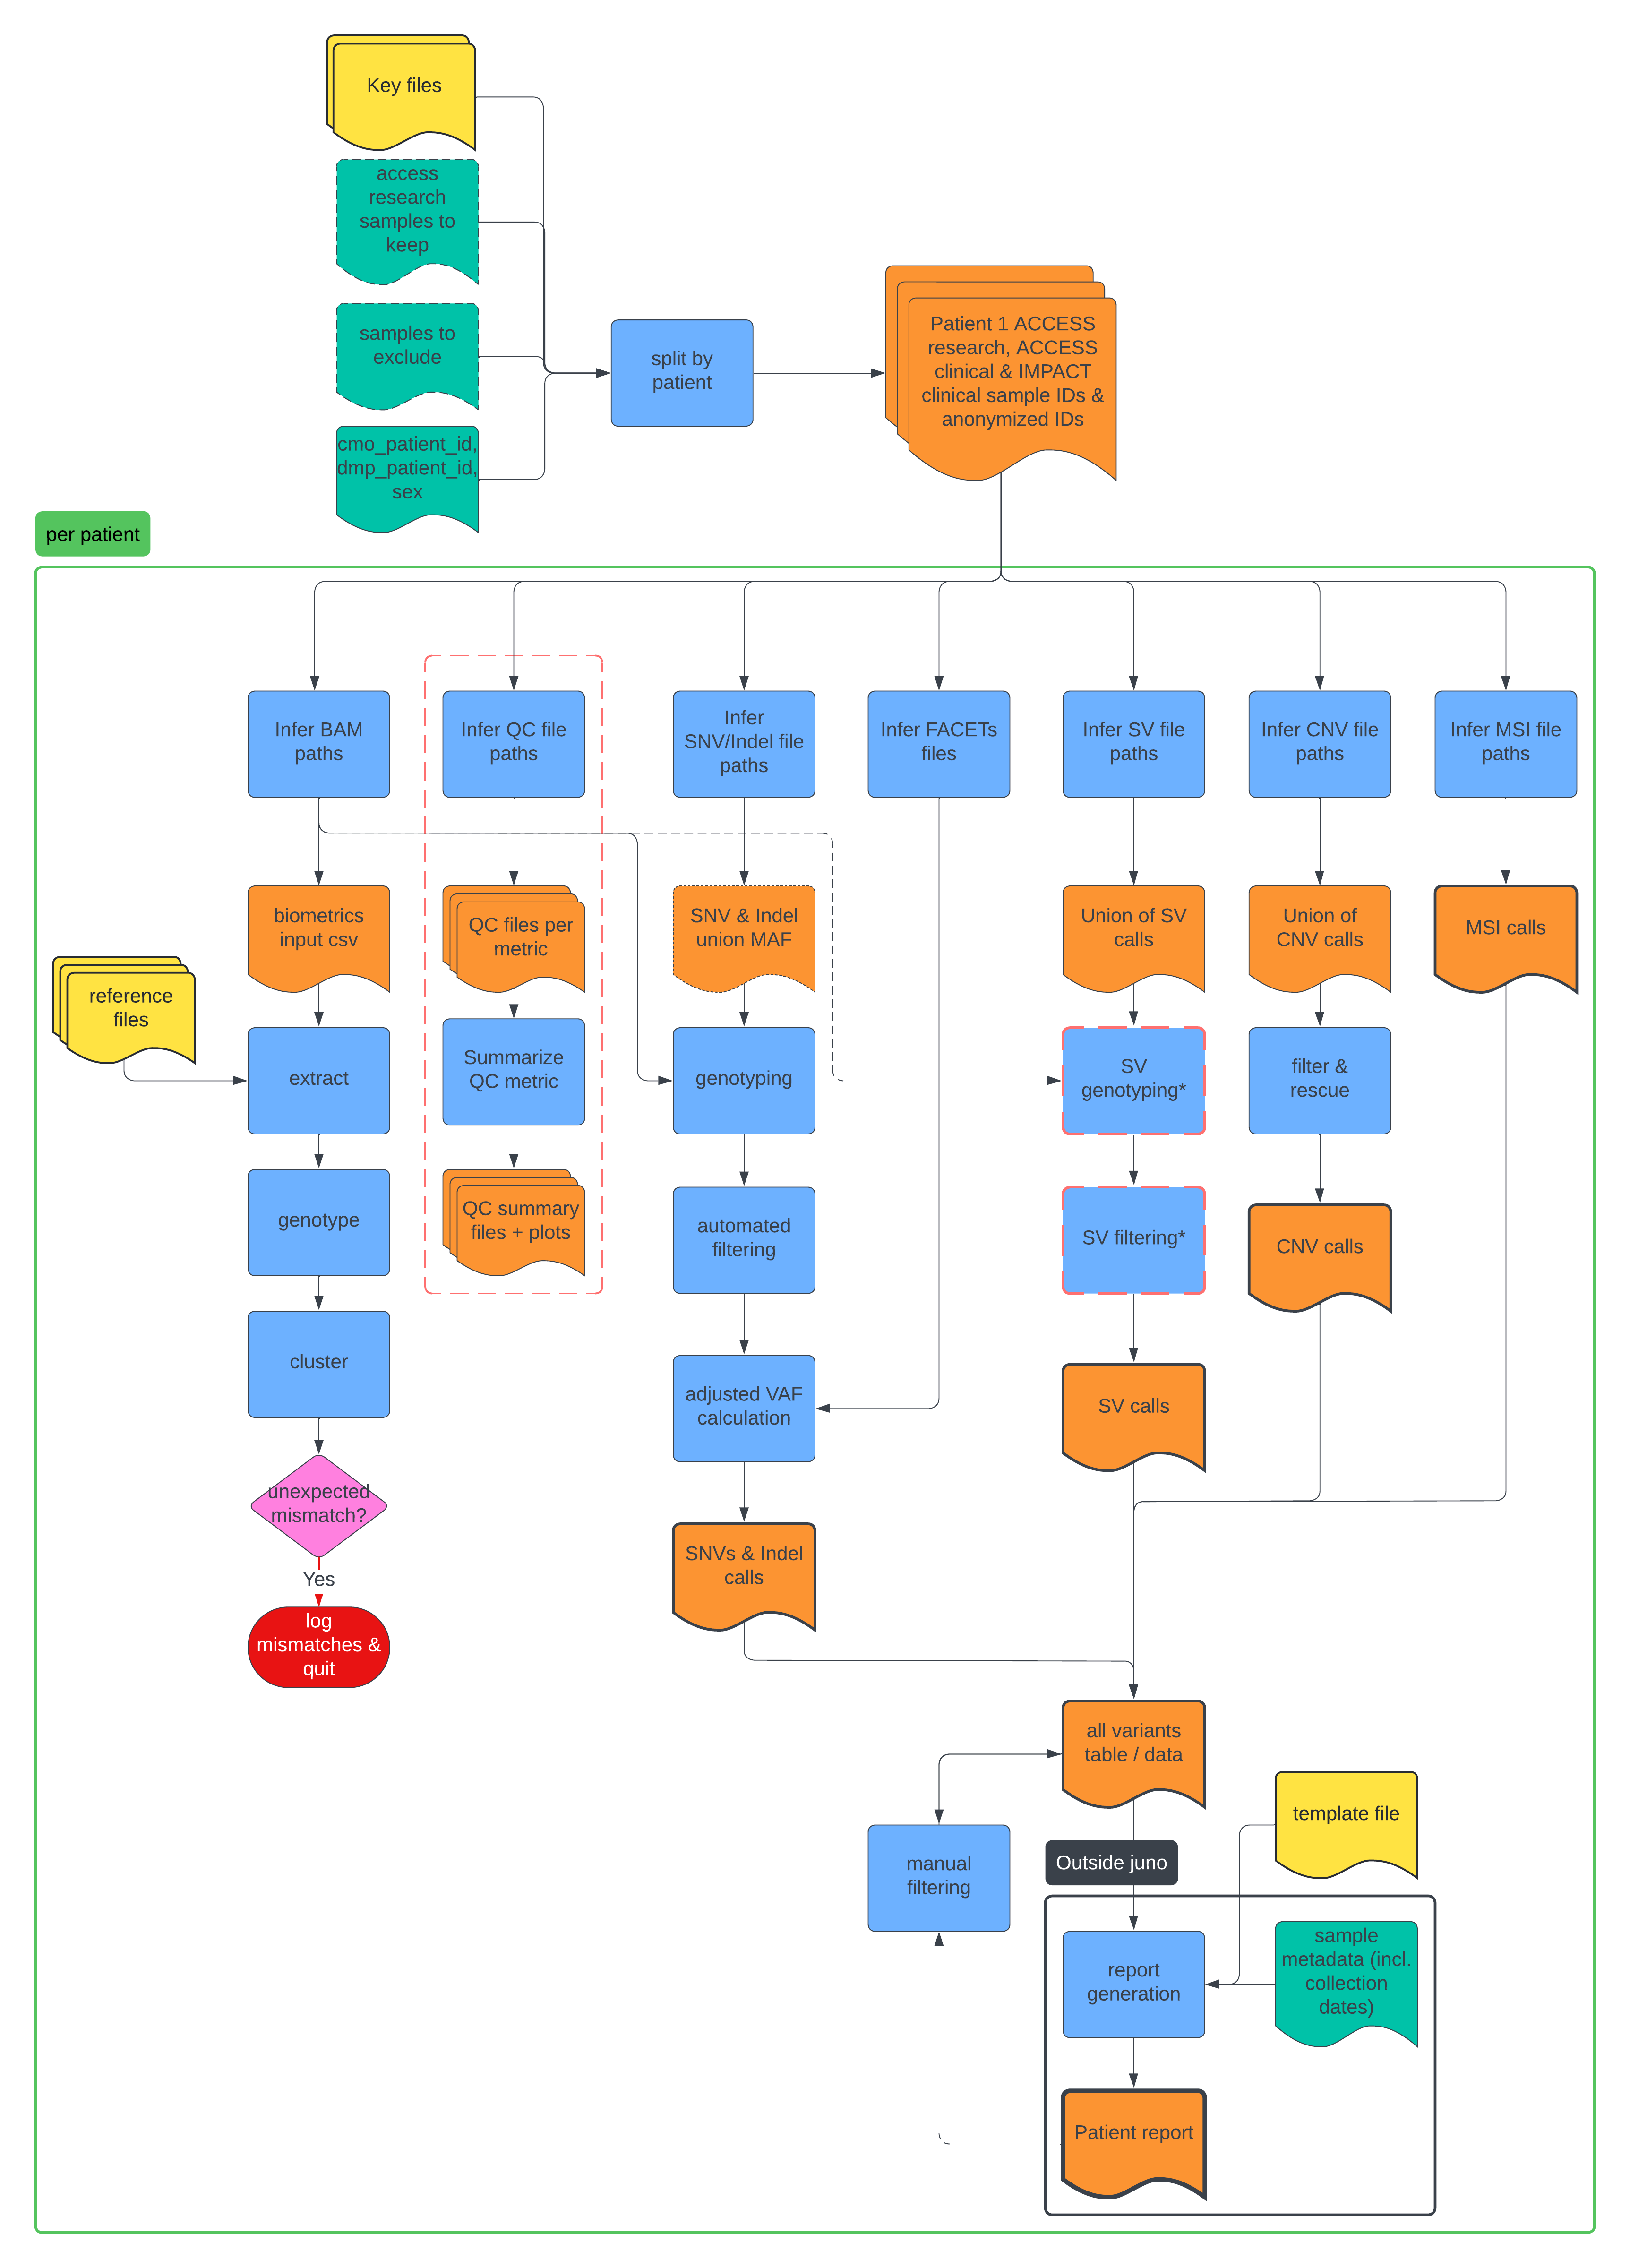 Key files
access
research
samples to
keep
samples to
exclude
cmo_patient_id,
dmp_patient_id,
sex
split by
patient
Patient 1 ACCESS
research, ACCESS
clinical & IMPACT
clinical sample IDs &
anonymized IDs
per patient
Infer BAM
paths
Infer QC file
paths
Infer
SNV/Indel file
paths
Infer FACETs
files
Infer SV file
paths
Infer CNV file
paths
Infer MSI file
paths
biometrics
input csv
QC files per
metric
SNV & Indel
union MAF
Union of SV
calls
Union of
CNV calls
MSI calls
reference
files
extract
Summarize
QC metric
genotyping
SV
genotyping*
filter &
rescue
genotype
QC summary
files + plots
automated
filtering
SV filtering*
CNV calls
cluster
adjusted VAF
calculation
SV calls
unexpected
mismatch?
Yes
log
mismatches &
quit
SNVs & Indel
calls
all variants
table / data
template file
manual
filtering
Outside juno
report
generation
sample
metadata (incl.
collection
dates)
Patient report